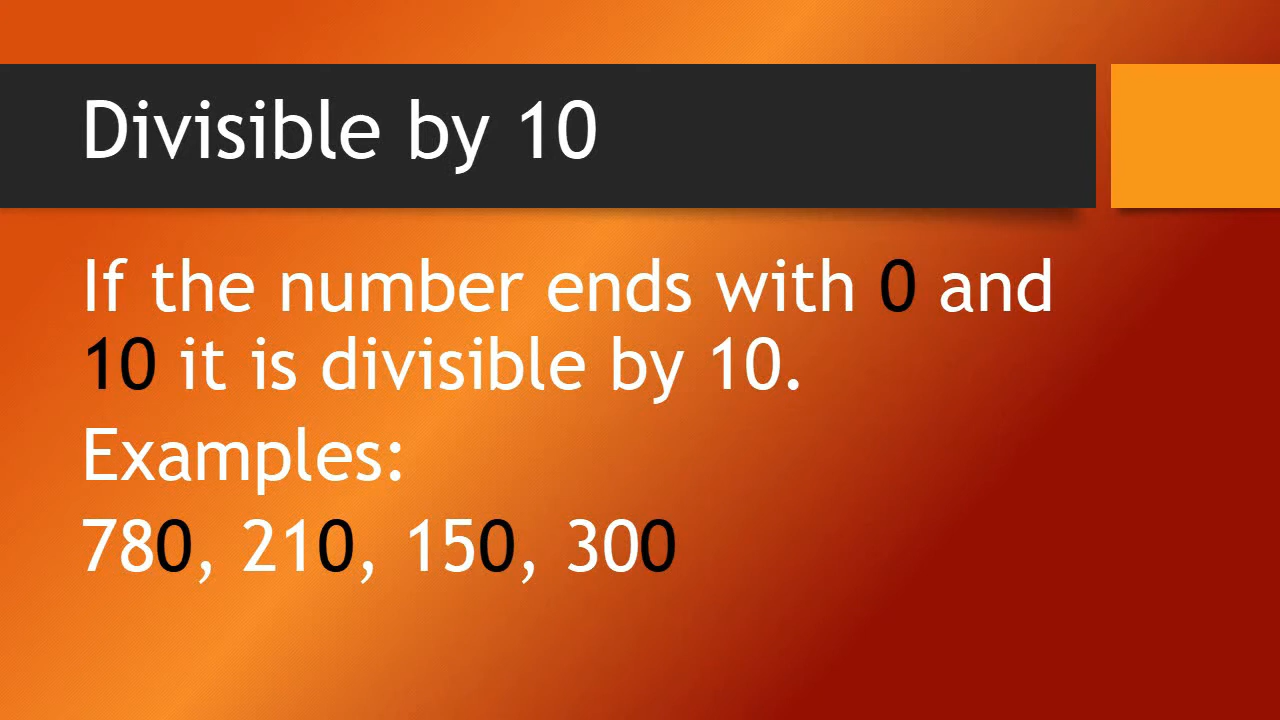 Divisible by 10
If the number ends with 0 and
10 it is divisible by 10.
Examples:
780, 210, 150, 300